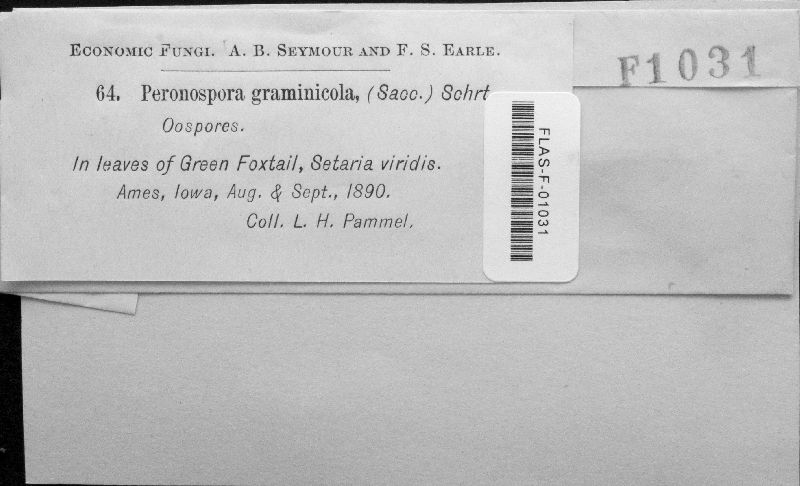 Economic Fungi. A. B. Seymour and F. S. Earle.
F1031
64. Peronospora graminicola, (Sacc.) Schrt
Oospores.
In leaves of Green Foxtail, Setaria viridis.
Ames, Iowa, Aug. & Sept., 1890.
Coll. L. H. Pammel.
FLAS-F-01031